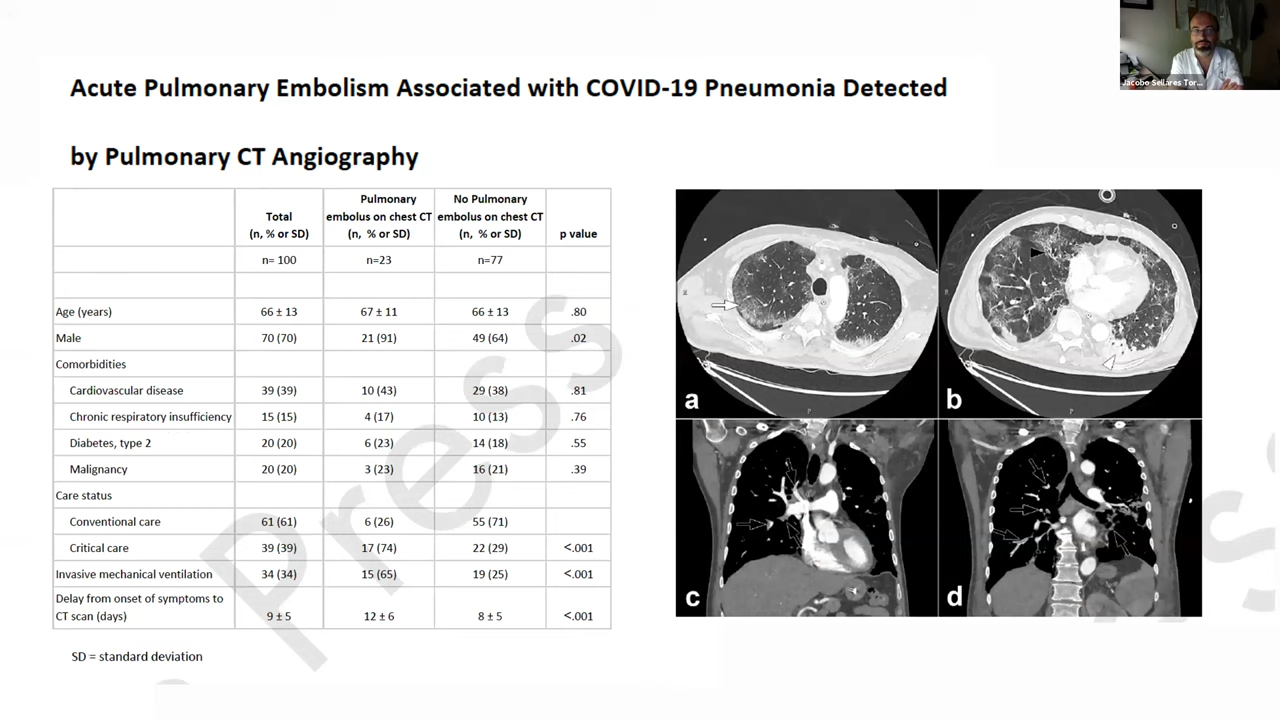 Jacobo Sellares Tor...
Acute Pulmonary Embolism Associated with COVID-19 Pneumonia Detected
by Pulmonary CT Angiography
Total (n, % or SD) Pulmonary embolus on chest CT (n, % or SD) No Pulmonary embolus on chest CT (n, % or SD) p value
n= 100 n=23 n=77
Age (years) 66 ± 13 67 ± 11 66 ± 13 .80
Male 70 (70) 21 (91) 49 (64) .02
Comorbidities
Cardiovascular disease 39 (39) 10 (43) 29 (38) .81
Chronic respiratory insufficiency 15 (15) 4 (17) 10 (13) .76
Diabetes, type 2 20 (20) 6 (23) 14 (18) .55
Malignancy 20 (20) 3 (23) 16 (21) .39
Care status
Conventional care 61 (61) 6 (26) 55 (71)
Critical care 39 (39) 17 (74) 22 (29) <.001
Invasive mechanical ventilation 34 (34) 15 (65) 19 (25) <.001
Delay from onset of symptoms to
CT scan (days) 9 ± 5 12 ± 6 8 ± 5 <.001
SD = standard deviation
a
b
c
d
Press